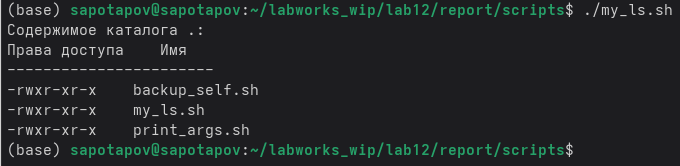 (base) sapotapov@sapotapov:~/labworks_wip/lab12/report/scripts$ ./my_ls.sh
Содержимое каталога .:
Права доступа    Имя
-----------------------
-rwxr-xr-x    backup_self.sh
-rwxr-xr-x    my_ls.sh
-rwxr-xr-x    print_args.sh
(base) sapotapov@sapotapov:~/labworks_wip/lab12/report/scripts$